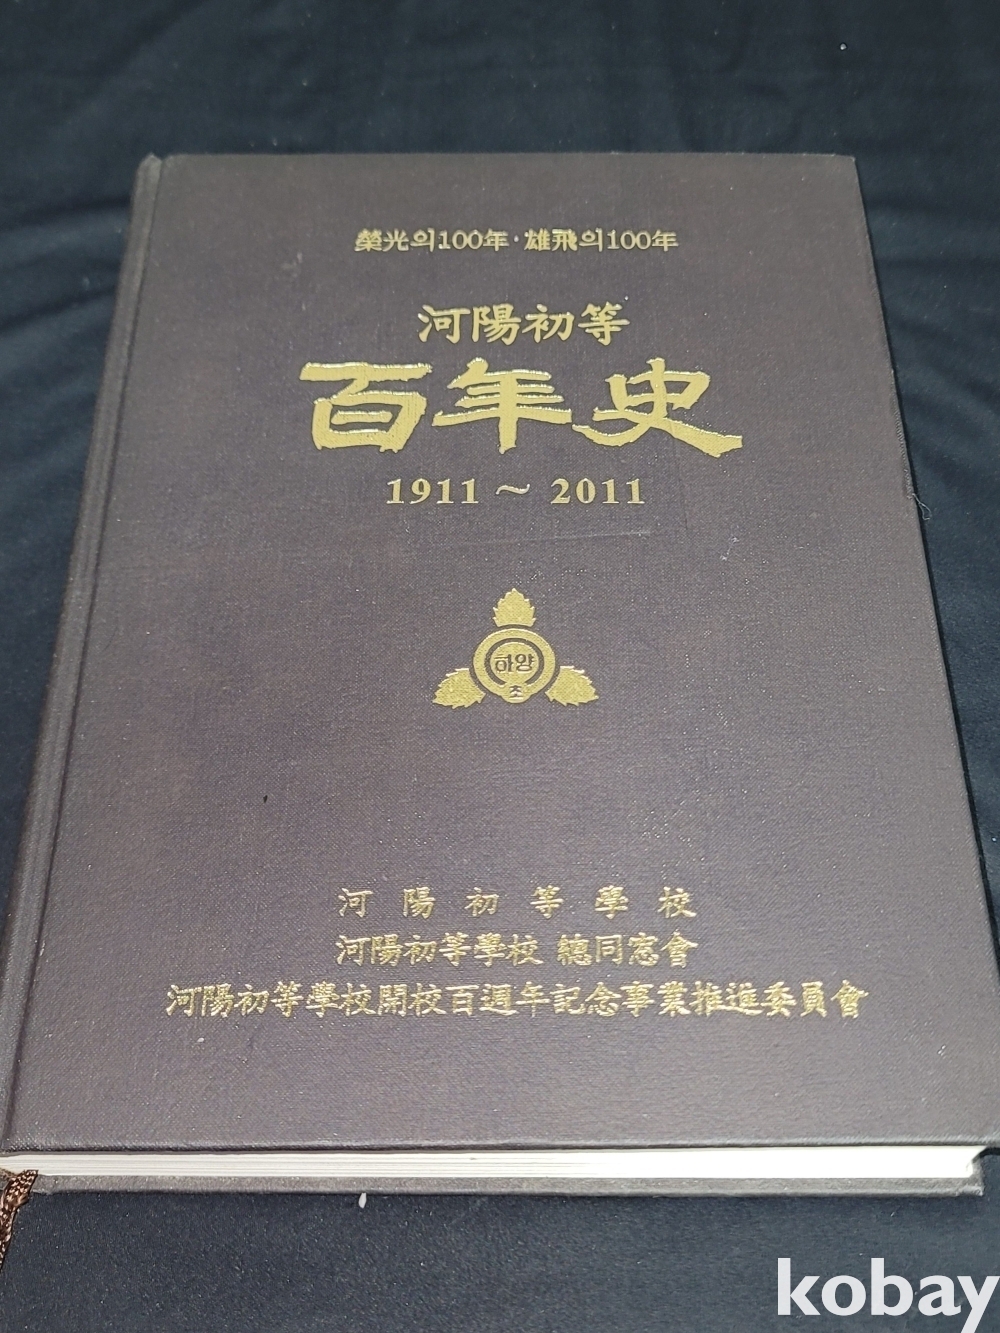 榮光의 100年·雄飛의 100年
河陽初等
百年史
1911 ~ 2011
하양
초
河陽初等學校
河陽初等學校 總同窓會
河陽初等學校開校百週年記念事業推進委員會
kobay